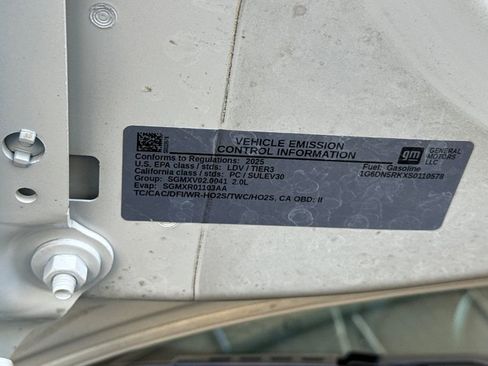 VEHICLE EMISSION
CONTROL INFORMATION
Conforms to Regulations: 2025
U.S. EPA class / stds: LDV / TIER3
California class / stds: PC / SULEV30
Group: SGMXV02.0041 2.0L
Evap: SGMXR01103AA
TC/CAC/DFI/WR-HO2S/TWC/HO2S, CA OBD: II
Fuel: Gasoline
1G6DN5RKXS0110578
gm
GENERAL
MOTORS
LLC